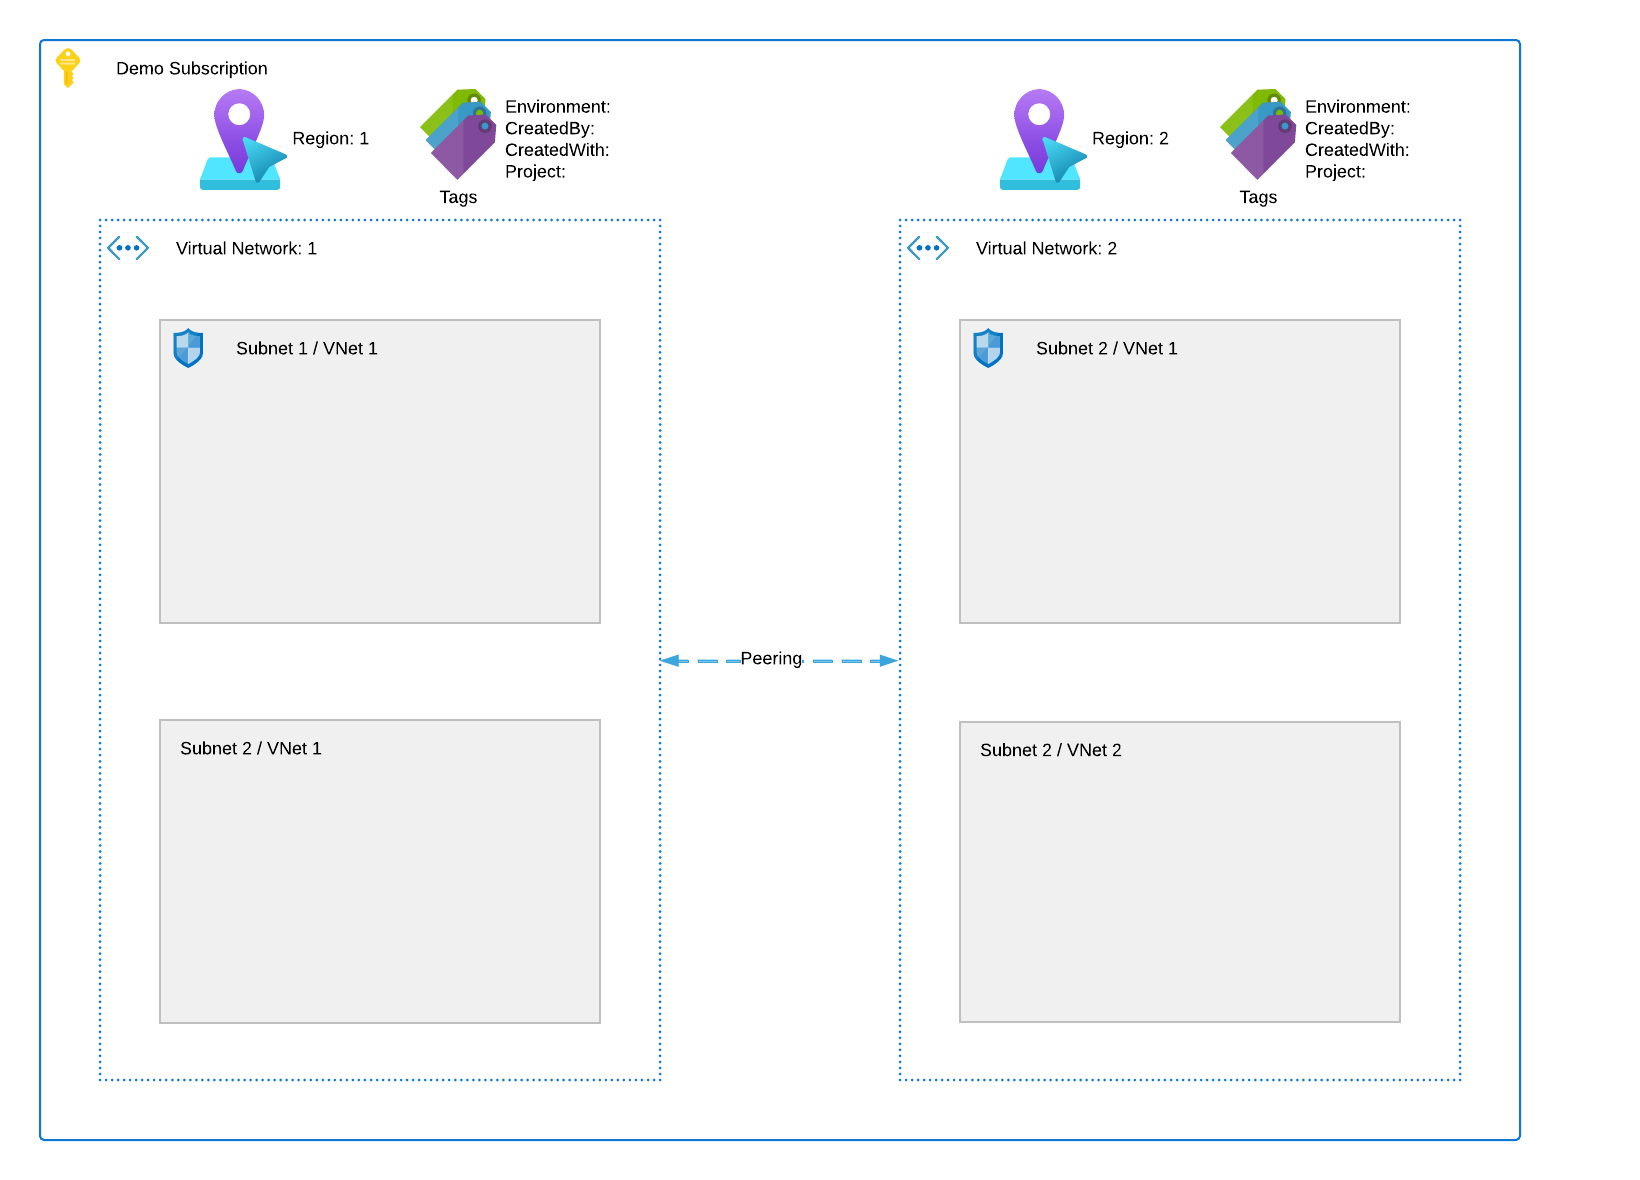 Demo Subscription
Region: 1
Environment:
CreatedBy:
CreatedWith:
Project:
Tags
Region: 2
Environment:
CreatedBy:
CreatedWith:
Project:
Tags
Virtual Network: 1
Subnet 1 / VNet 1
Subnet 2 / VNet 1
Peering
Virtual Network: 2
Subnet 2 / VNet 1
Subnet 2 / VNet 2